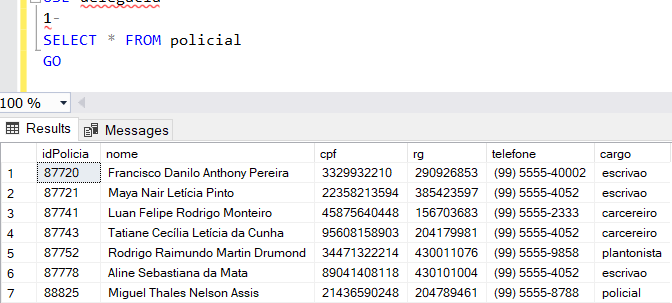 USE delegacia
1-
SELECT * FROM policial
GO
100 %
Results Messages
idPolicia nome cpf rg telefone cargo
1 87720 Francisco Danilo Anthony Pereira 3329932210 290926853 (99) 5555-40002 escrivao
2 87721 Maya Nair Letícia Pinto 22358213594 385423597 (99) 5555-4052 escrivao
3 87741 Luan Felipe Rodrigo Monteiro 45875640448 156703683 (99) 5555-2333 carcereiro
4 87743 Tatiane Cecília Letícia da Cunha 95608158903 204179981 (99) 5555-4052 carcereiro
5 87752 Rodrigo Raimundo Martin Drumond 34471322214 430011076 (99) 5555-9858 plantonista
6 87778 Aline Sebastiana da Mata 89041408118 430101004 (99) 5555-4052 escrivao
7 88825 Miguel Thales Nelson Assis 21436590248 204789461 (99) 5555-8788 policial